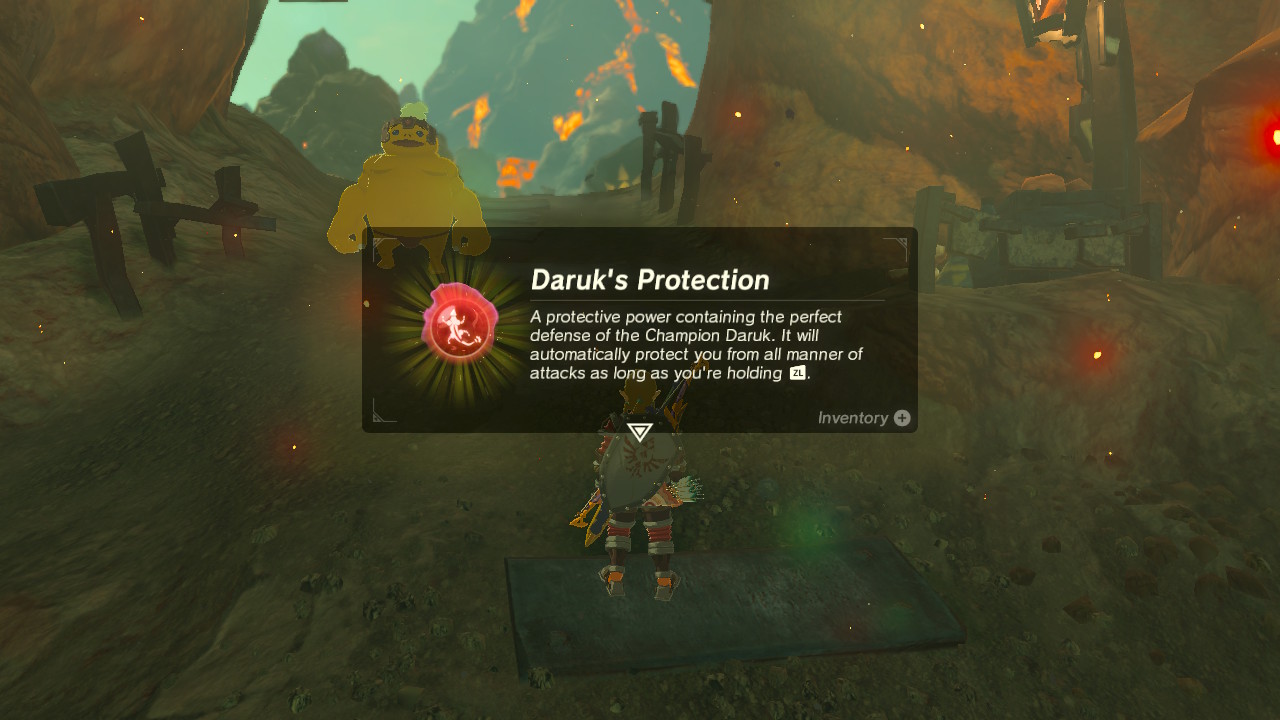 Daruk's Protection
A protective power containing the perfect
defense of the Champion Daruk. It will
automatically protect you from all manner of
attacks as long as you're holding ZL.
Inventory +